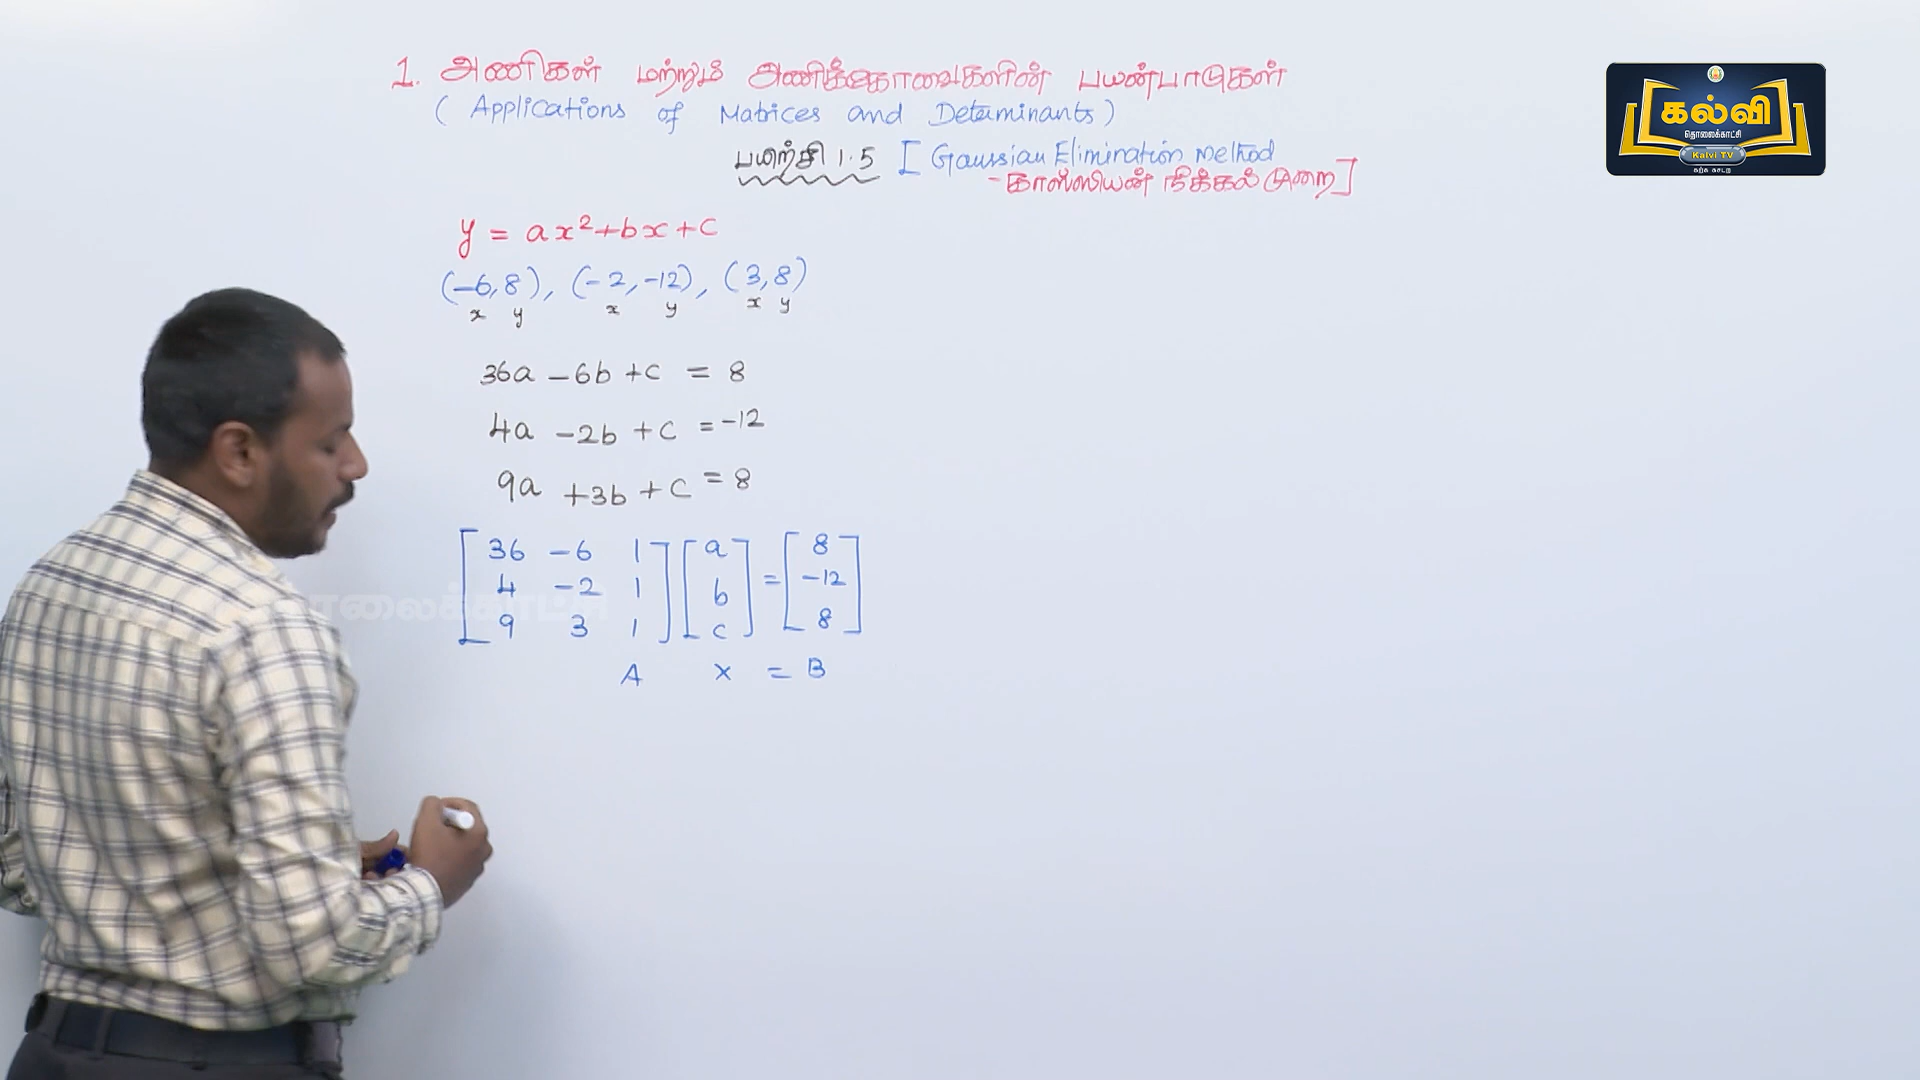 1. அணிகள் மற்றும் அணிக்கோவைகளின் பயன்பாடுகள்
( Applications of Matrices and Determinants )
பயிற்சி 1.5 [ Gaussian Elimination Method
- காஸ்ஸியன் நீக்கல் முறை ]
y = ax²+bx+c
(-6,8), (-2,-12), (3,8)
x y x y x y
36a -6b +c = 8
4a -2b +c = -12
9a +3b +c = 8
[ 36 -6 1 ] [ a ] = [ 8 ]
4 -2 1 b -12
9 3 1 c 8
A X = B
கல்வி
தொலைக்காட்சி
Kalvi TV
கற்க கசடற